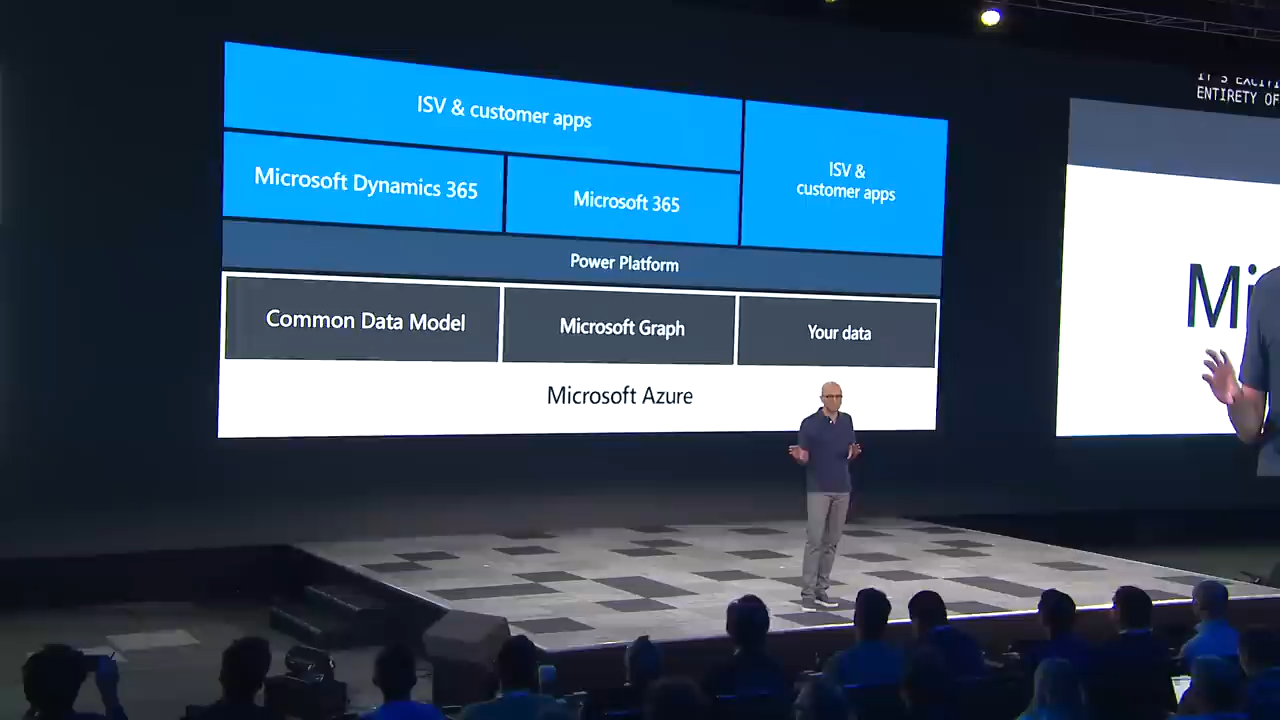 ISV & customer apps
ISV &
customer apps
Microsoft Dynamics 365
Microsoft 365
Power Platform
Common Data Model
Microsoft Graph
Your data
Microsoft Azure
ENTIRETY OF
Mi